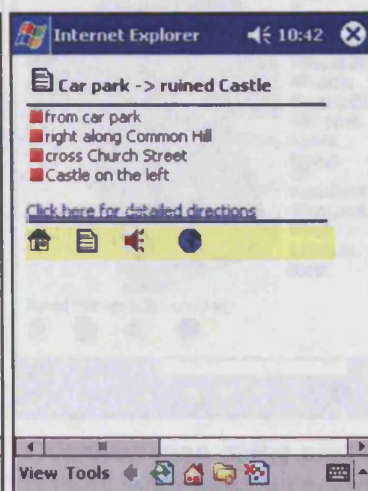 Internet Explorer 10:42
Car park -> ruined Castle
from car park
right along Common Hill
cross Church Street
Castle on the left
Click here for detailed directions
View Tools